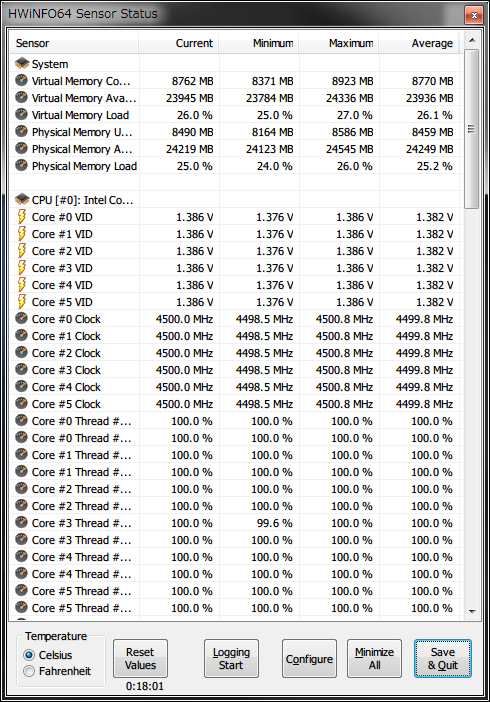 HWiNFO64 Sensor Status
Sensor Current Minimum Maximum Average
System
Virtual Memory Co... 8762 MB 8371 MB 8923 MB 8770 MB
Virtual Memory Ava... 23945 MB 23784 MB 24336 MB 23936 MB
Virtual Memory Load 26.0 % 25.0 % 27.0 % 26.1 %
Physical Memory U... 8490 MB 8164 MB 8586 MB 8459 MB
Physical Memory A... 24219 MB 24123 MB 24545 MB 24249 MB
Physical Memory Load 25.0 % 24.0 % 26.0 % 25.2 %
CPU [#0]: Intel Co...
Core #0 VID 1.386 V 1.376 V 1.386 V 1.382 V
Core #1 VID 1.386 V 1.376 V 1.386 V 1.382 V
Core #2 VID 1.386 V 1.376 V 1.386 V 1.382 V
Core #3 VID 1.386 V 1.376 V 1.386 V 1.382 V
Core #4 VID 1.386 V 1.376 V 1.386 V 1.382 V
Core #5 VID 1.386 V 1.376 V 1.386 V 1.382 V
Core #0 Clock 4500.0 MHz 4498.5 MHz 4500.8 MHz 4499.8 MHz
Core #1 Clock 4500.0 MHz 4498.5 MHz 4500.8 MHz 4499.8 MHz
Core #2 Clock 4500.0 MHz 4498.5 MHz 4500.8 MHz 4499.8 MHz
Core #3 Clock 4500.0 MHz 4498.5 MHz 4500.8 MHz 4499.8 MHz
Core #4 Clock 4500.0 MHz 4498.5 MHz 4500.8 MHz 4499.8 MHz
Core #5 Clock 4500.0 MHz 4498.5 MHz 4500.8 MHz 4499.8 MHz
Core #0 Thread #... 100.0 % 100.0 % 100.0 % 100.0 %
Core #0 Thread #... 100.0 % 100.0 % 100.0 % 100.0 %
Core #1 Thread #... 100.0 % 100.0 % 100.0 % 100.0 %
Core #1 Thread #... 100.0 % 100.0 % 100.0 % 100.0 %
Core #2 Thread #... 100.0 % 100.0 % 100.0 % 100.0 %
Core #2 Thread #... 100.0 % 100.0 % 100.0 % 100.0 %
Core #3 Thread #... 100.0 % 99.6 % 100.0 % 100.0 %
Core #3 Thread #... 100.0 % 100.0 % 100.0 % 100.0 %
Core #4 Thread #... 100.0 % 100.0 % 100.0 % 100.0 %
Core #4 Thread #... 100.0 % 100.0 % 100.0 % 100.0 %
Core #5 Thread #... 100.0 % 100.0 % 100.0 % 100.0 %
Core #5 Thread #... 100.0 % 100.0 % 100.0 % 100.0 %
Temperature
Celsius
Fahrenheit
Reset
Values
0:18:01
Logging
Start
Configure
Minimize
All
Save
& Quit